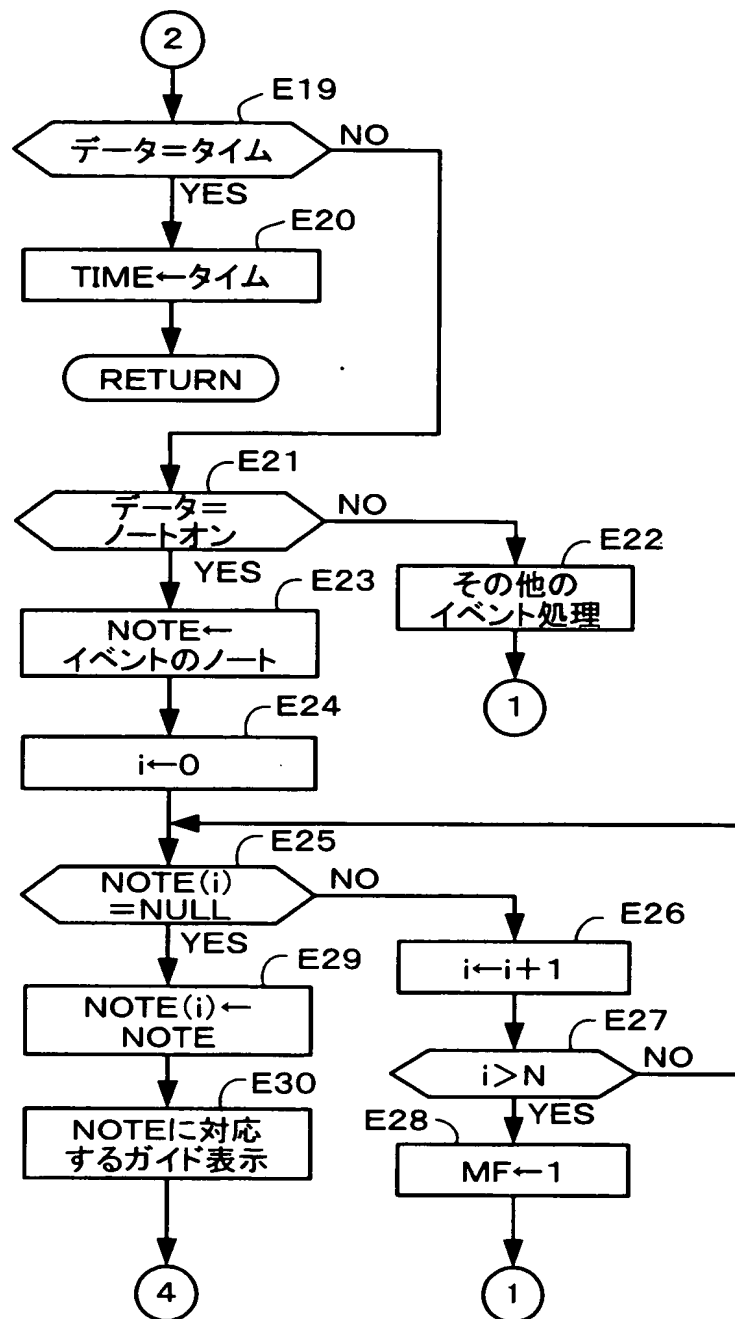 2
E19
データ=タイム
NO
YES
E20
TIME←タイム
RETURN
E21
データ=
ノートオン
NO
YES
E22
その他の
イベント処理
1
E23
NOTE←
イベントのノート
E24
i←0
E25
NOTE(i)
=NULL
NO
YES
E26
i←i+1
E27
i>N
NO
YES
E28
MF←1
1
E29
NOTE(i)←
NOTE
E30
NOTEに対応
するガイド表示
4